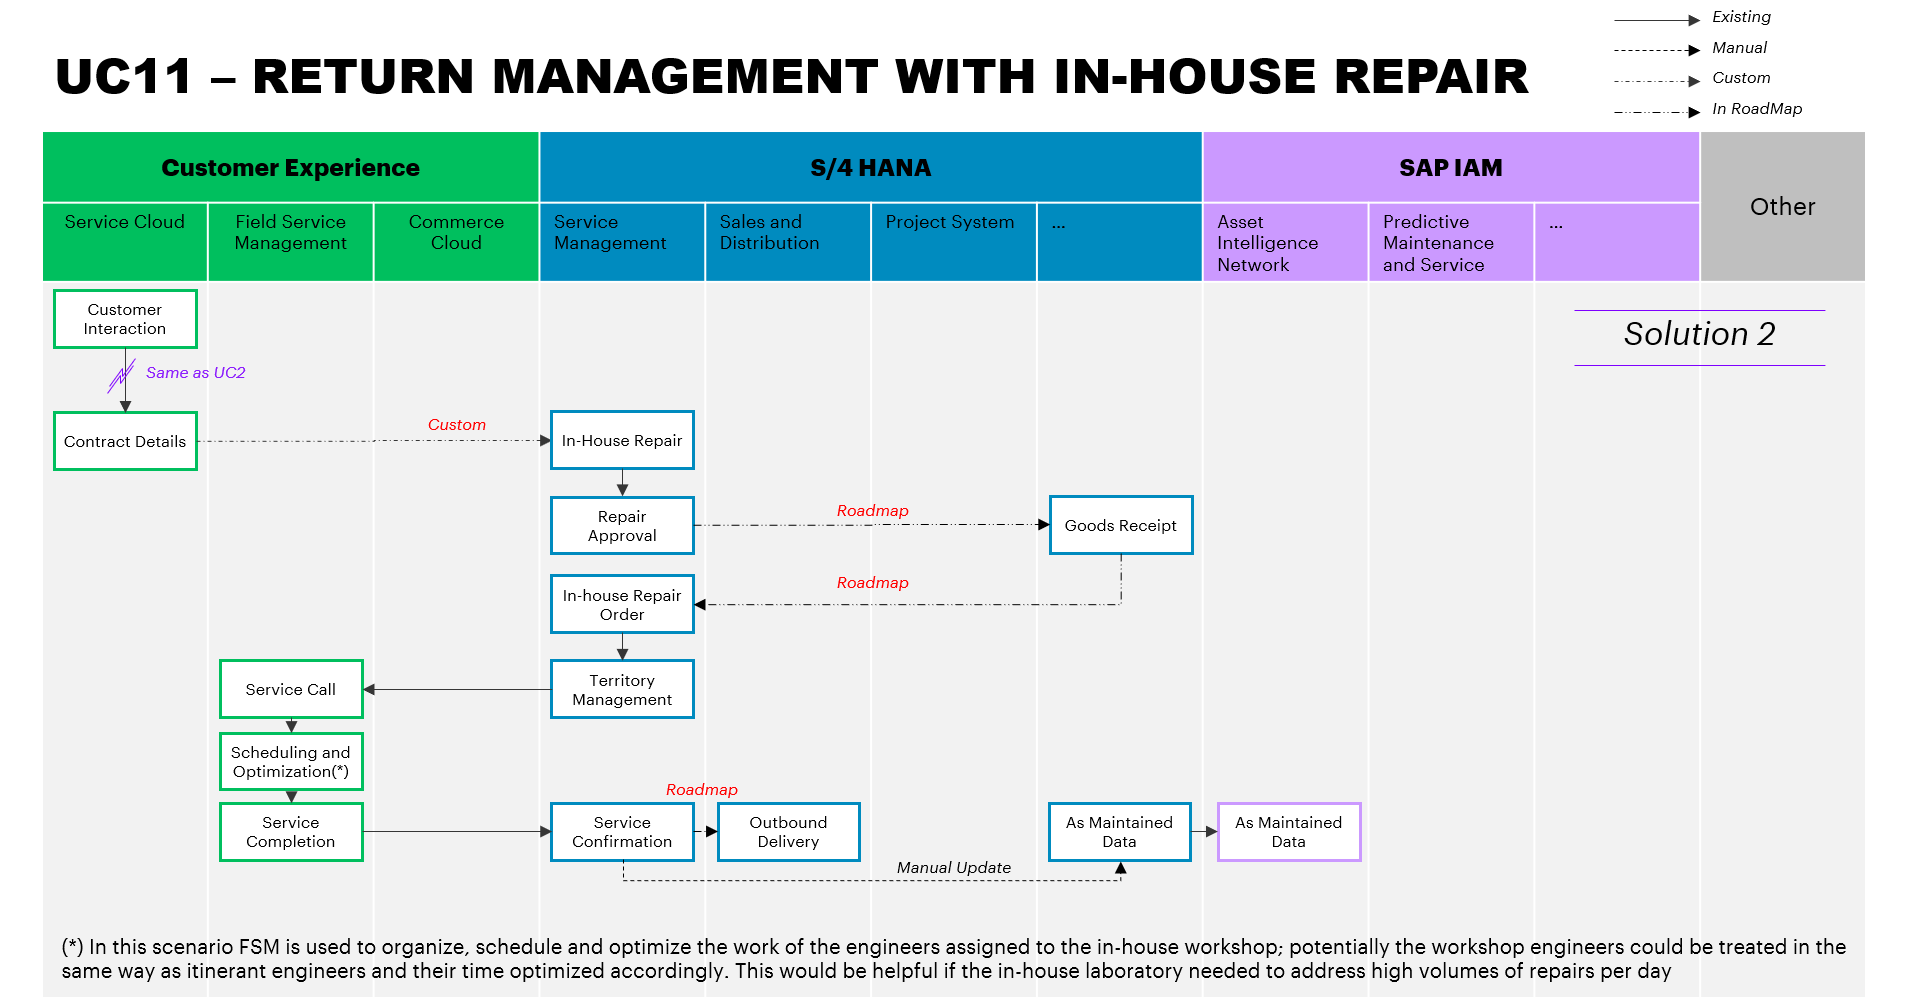 Existing
Manual
Custom
In RoadMap
UC11 – RETURN MANAGEMENT WITH IN-HOUSE REPAIR
Customer Experience
S/4 HANA
SAP IAM
Other
Service Cloud
Field Service
Management
Commerce
Cloud
Service
Management
Sales and
Distribution
Project System
...
Asset
Intelligence
Network
Predictive
Maintenance
and Service
...
Customer
Interaction
Solution 2
Same as UC2
Contract Details
Custom
In-House Repair
Repair
Approval
Roadmap
Goods Receipt
Roadmap
In-house Repair
Order
Service Call
Territory
Management
Scheduling and
Optimization(*)
Roadmap
Service
Completion
Service
Confirmation
Outbound
Delivery
As Maintained
Data
As Maintained
Data
Manual Update
(*) In this scenario FSM is used to organize, schedule and optimize the work of the engineers assigned to the in-house workshop; potentially the workshop engineers could be treated in the
same way as itinerant engineers and their time optimized accordingly. This would be helpful if the in-house laboratory needed to address high volumes of repairs per day